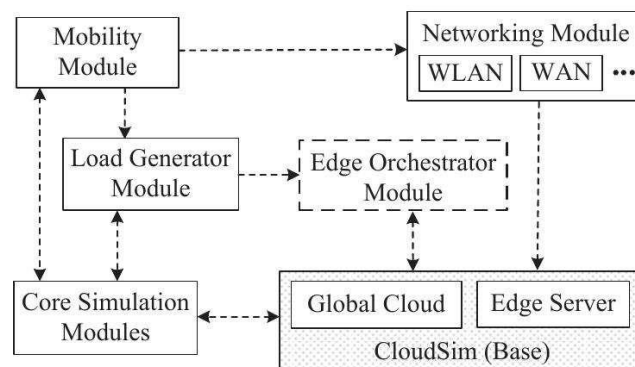 Mobility
Module
Networking Module
WLAN
WAN
•••
Load Generator
Module
Edge Orchestrator
Module
Core Simulation
Modules
Global Cloud
Edge Server
CloudSim (Base)